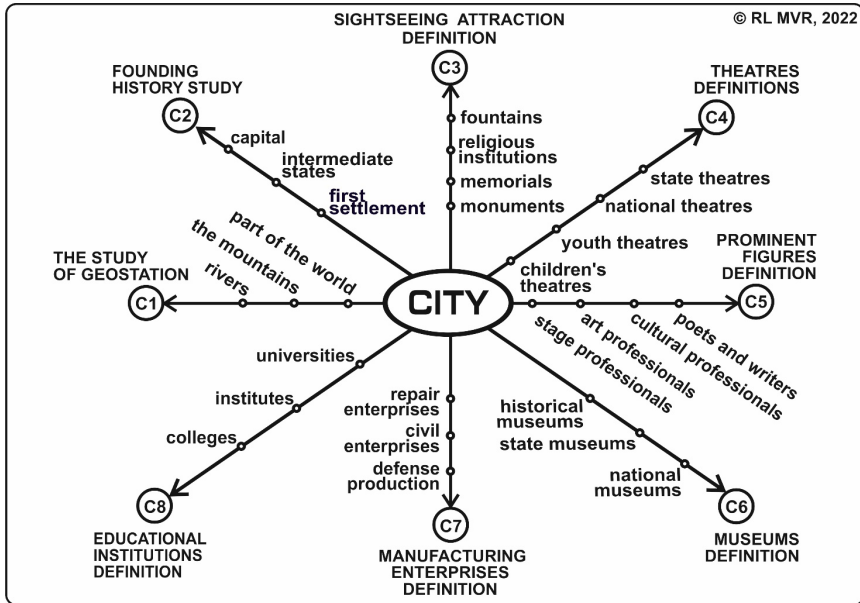 © RL MVR, 2022
SIGHTSEEING ATTRACTION
DEFINITION
C3
fountains
religious
institutions
memorials
monuments
FOUNDING
HISTORY STUDY
C2
capital
intermediate
states
first
settlement
THEATRES
DEFINITIONS
C4
state theatres
national theatres
youth theatres
children's
theatres
THE STUDY
OF GEOSTATION
C1
rivers
the mountains
part of the world
CITY
PROMINENT
FIGURES
DEFINITION
C5
stage professionals
art professionals
cultural professionals
poets and writers
universities
institutes
colleges
C8
EDUCATIONAL
INSTITUTIONS
DEFINITION
repair
enterprises
civil
enterprises
defense
production
C7
MANUFACTURING
ENTERPRISES
DEFINITION
historical
museums
state museums
national
museums
C6
MUSEUMS
DEFINITION